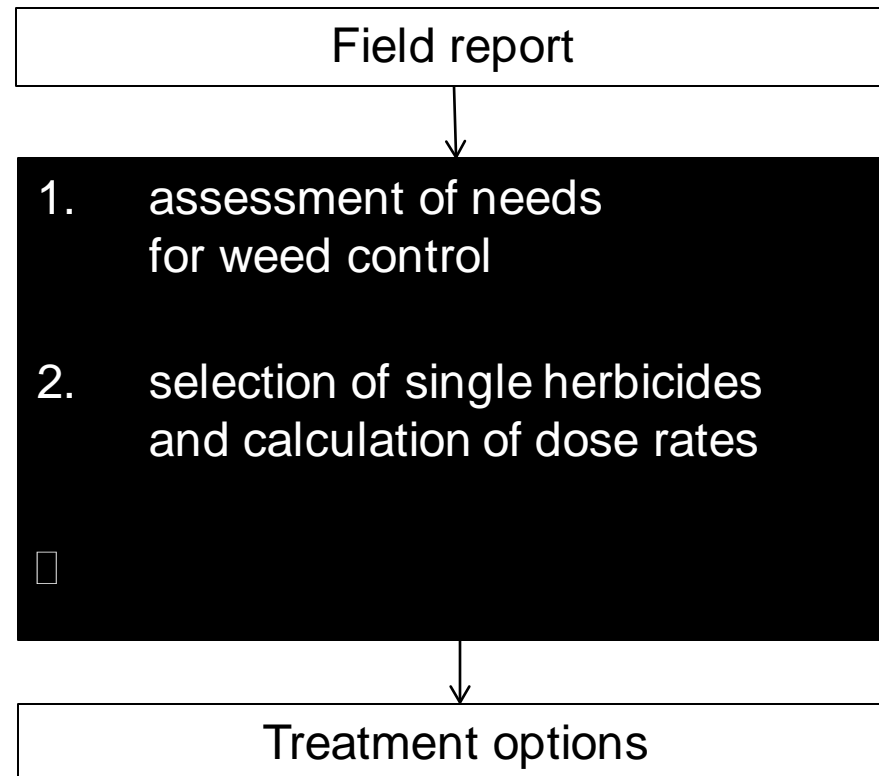 Field report
1. assessment of needs
for weed control
2. selection of single herbicides
and calculation of dose rates
Treatment options